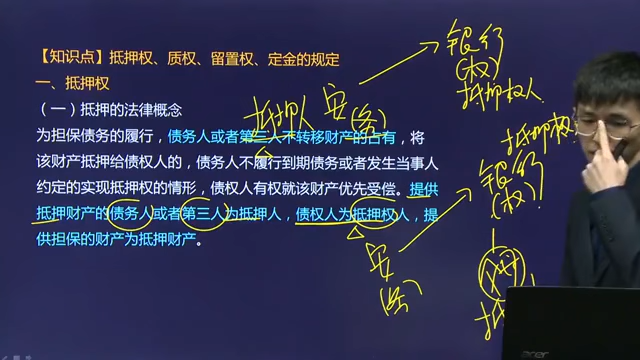 【知识点】抵押权、质权、留置权、定金的规定
一、抵押权
（一）抵押的法律概念
为担保债务的履行，债务人或者第三人不转移财产的占有，将
该财产抵押给债权人的，债务人不履行到期债务或者发生当事人
约定的实现抵押权的情形，债权人有权就该财产优先受偿。提供
抵押财产的债务人或者第三人为抵押人，债权人为抵押权人，提
供担保的财产为抵押财产。
银行
(权)
抵押权人
抵押人
安(务)
抵押权
银行
(权)
安
(务)
抵
acer